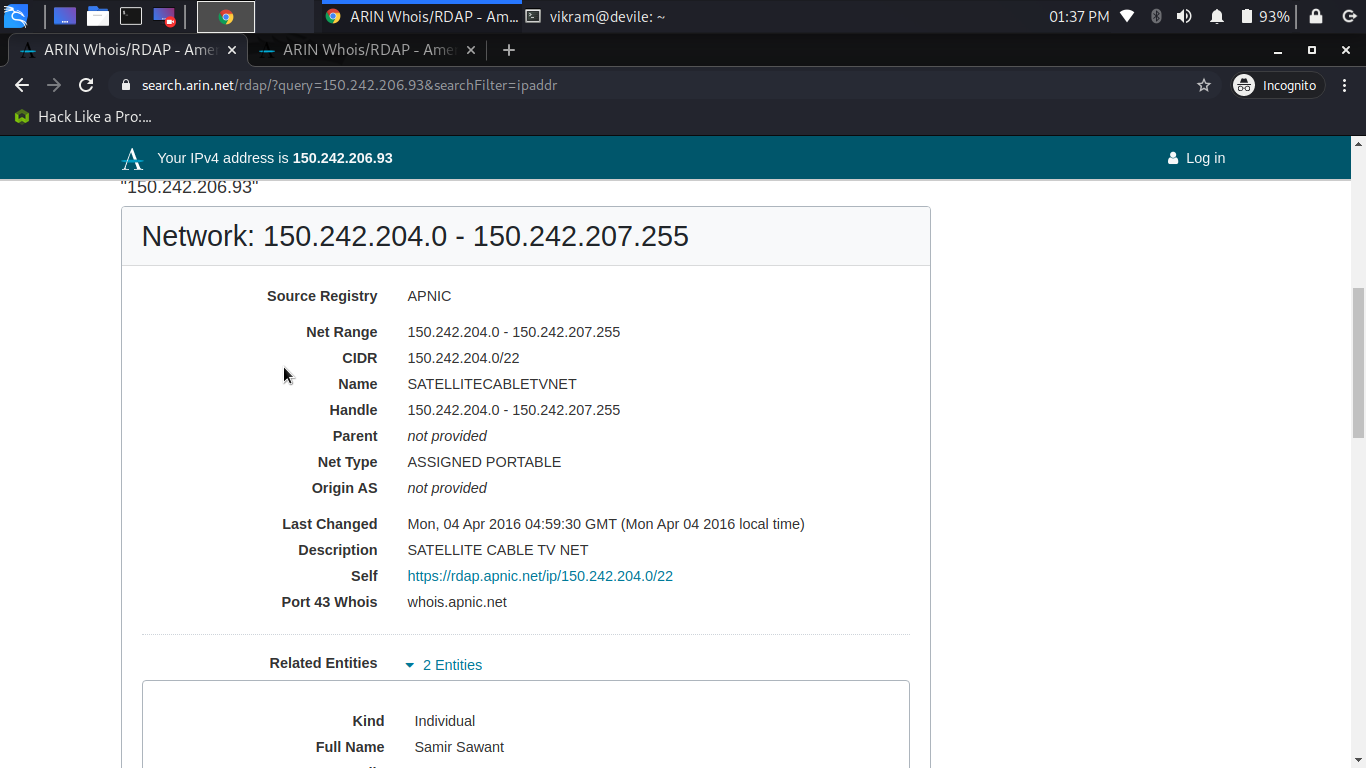 ARIN Whois/RDAP - Am...
vikram@devile: ~
01:37 PM
93%
ARIN Whois/RDAP - Ame
ARIN Whois/RDAP - Ame
search.arin.net/rdap/?query=150.242.206.93&searchFilter=ipaddr
Incognito
Hack Like a Pro:...
Your IPv4 address is 150.242.206.93
Log in
"150.242.206.93"
Network: 150.242.204.0 - 150.242.207.255
Source Registry APNIC
Net Range 150.242.204.0 - 150.242.207.255
CIDR 150.242.204.0/22
Name SATELLITECABLETVNET
Handle 150.242.204.0 - 150.242.207.255
Parent not provided
Net Type ASSIGNED PORTABLE
Origin AS not provided
Last Changed Mon, 04 Apr 2016 04:59:30 GMT (Mon Apr 04 2016 local time)
Description SATELLITE CABLE TV NET
Self https://rdap.apnic.net/ip/150.242.204.0/22
Port 43 Whois whois.apnic.net
Related Entities 2 Entities
Kind Individual
Full Name Samir Sawant